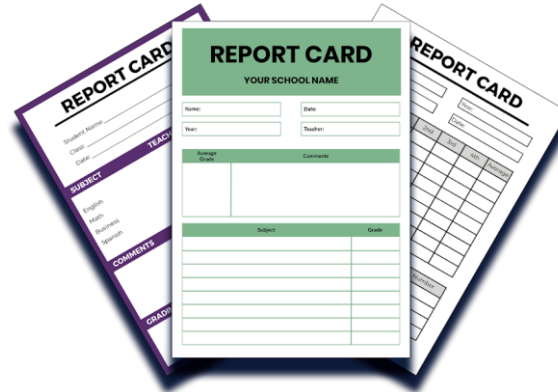 REPORT CARD
Student Name:
Class
Date
TEACH
SUBJECT
English
Math
Business
Spanish
COMMENTS
GRADIN
REPORT CARD
YOUR SCHOOL NAME
Name:
Date:
Year:
Teacher:
Average Grade
Comments
Subject
Grade
REPORT CARD
Year:
Date:
2nd
3rd
4th
Average
Number